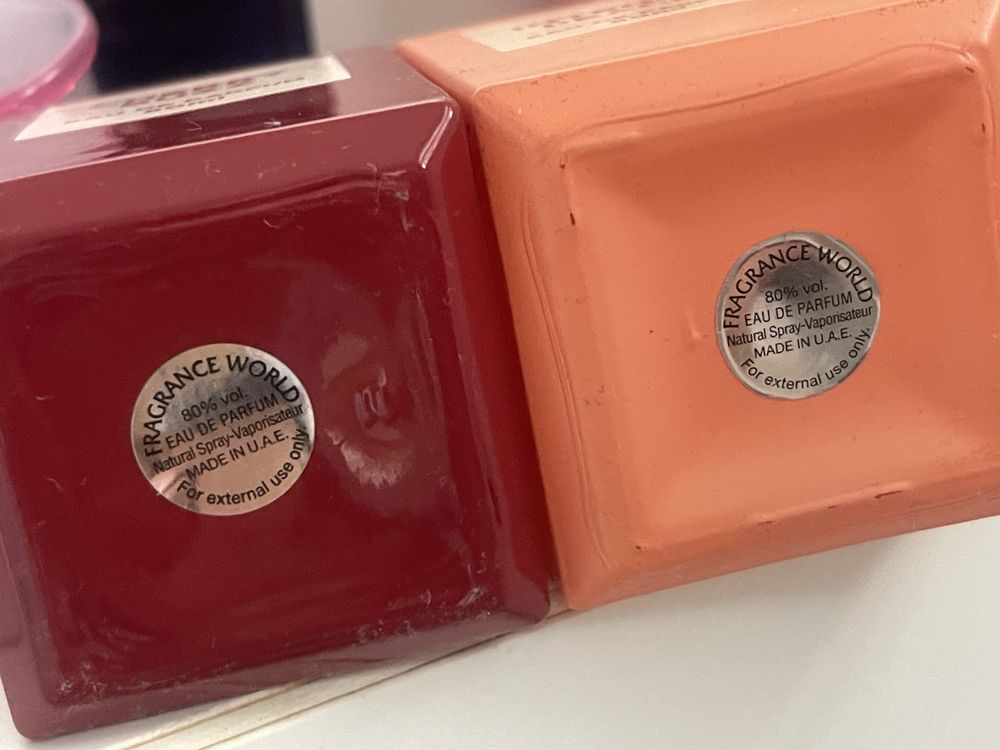 FRAGRANCE WORLD
80% vol.
EAU DE PARFUM
Natural Spray-Vaporisateur
MADE IN U.A.E.
For external use only.
FRAGRANCE WORLD
80% vol.
EAU DE PARFUM
Natural Spray-Vaporisateur
MADE IN U.A.E.
For external use only.